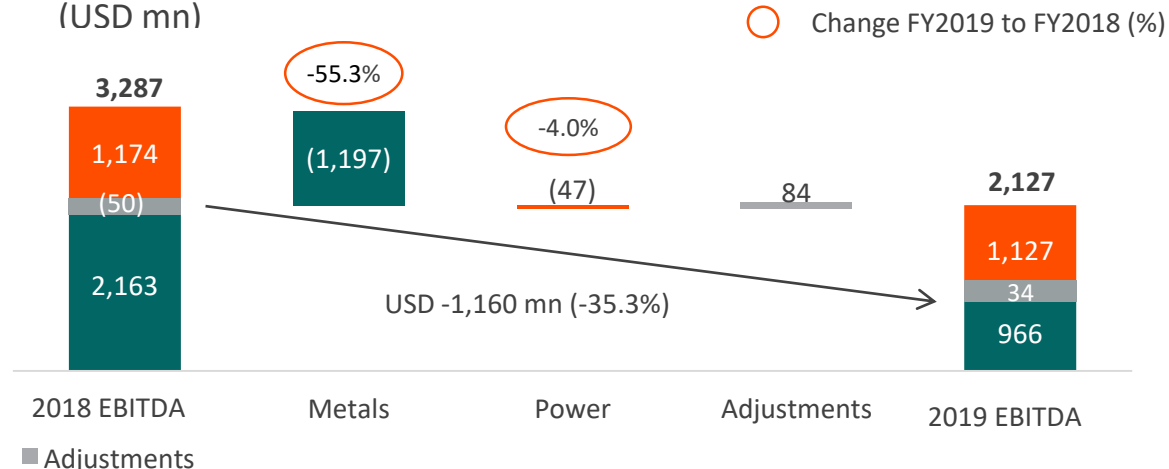 (USD mn)
Change FY2019 to FY2018 (%)
-55.3%
3,287
-4.0%
1,174
(1,197)
(50)
(47)
84
2,127
2,163
1,127
USD -1,160 mn (-35.3%)
34
966
2018 EBITDA
Metals
Power
Adjustments
2019 EBITDA
Adjustments